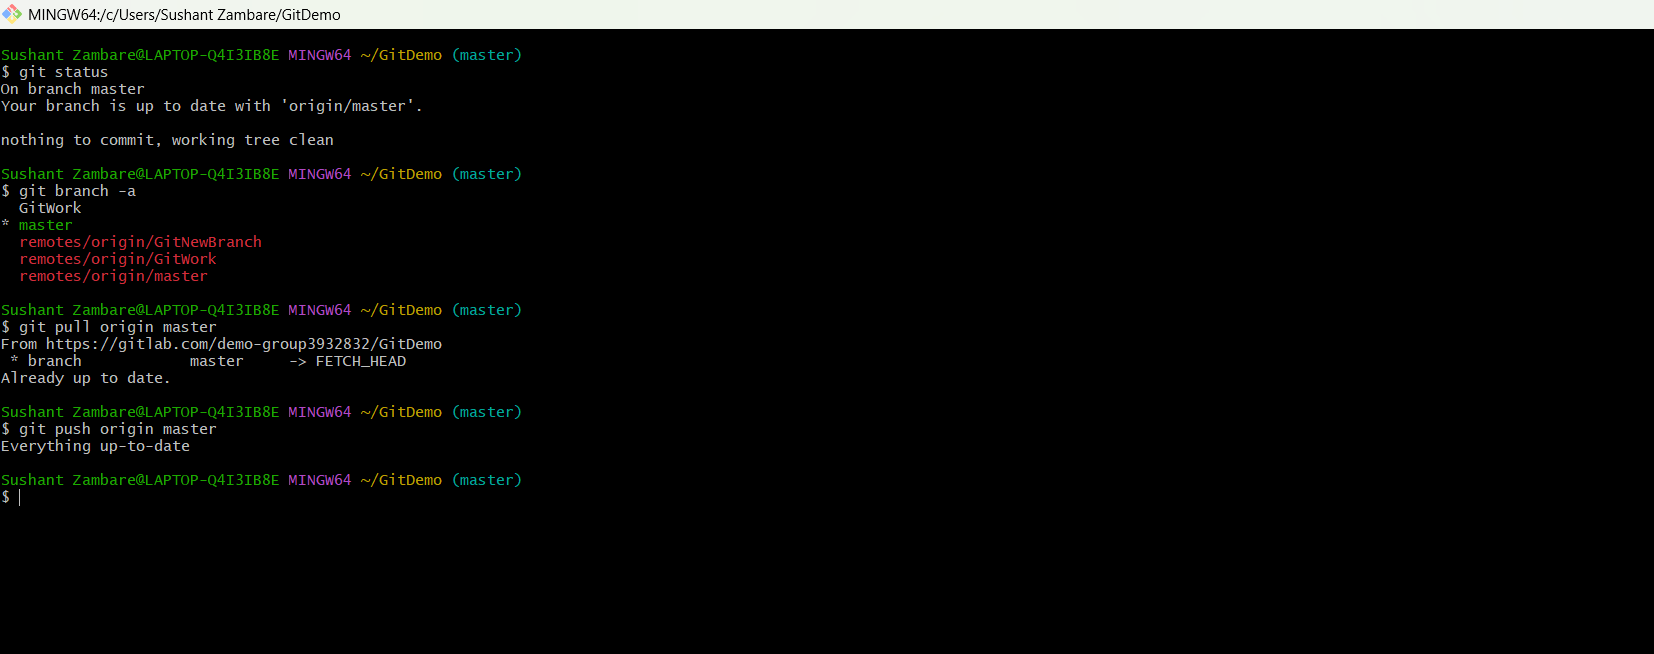 MINGW64:/c/Users/Sushant Zambare/GitDemo
Sushant Zambare@LAPTOP-Q4I3IB8E MINGW64 ~/GitDemo (master)
$ git status
On branch master
Your branch is up to date with 'origin/master'.
nothing to commit, working tree clean
Sushant Zambare@LAPTOP-Q4I3IB8E MINGW64 ~/GitDemo (master)
$ git branch -a
  GitWork
* master
  remotes/origin/GitNewBranch
  remotes/origin/GitWork
  remotes/origin/master
Sushant Zambare@LAPTOP-Q4I3IB8E MINGW64 ~/GitDemo (master)
$ git pull origin master
From https://gitlab.com/demo-group3932832/GitDemo
 * branch            master     -> FETCH_HEAD
Already up to date.
Sushant Zambare@LAPTOP-Q4I3IB8E MINGW64 ~/GitDemo (master)
$ git push origin master
Everything up-to-date
Sushant Zambare@LAPTOP-Q4I3IB8E MINGW64 ~/GitDemo (master)
$